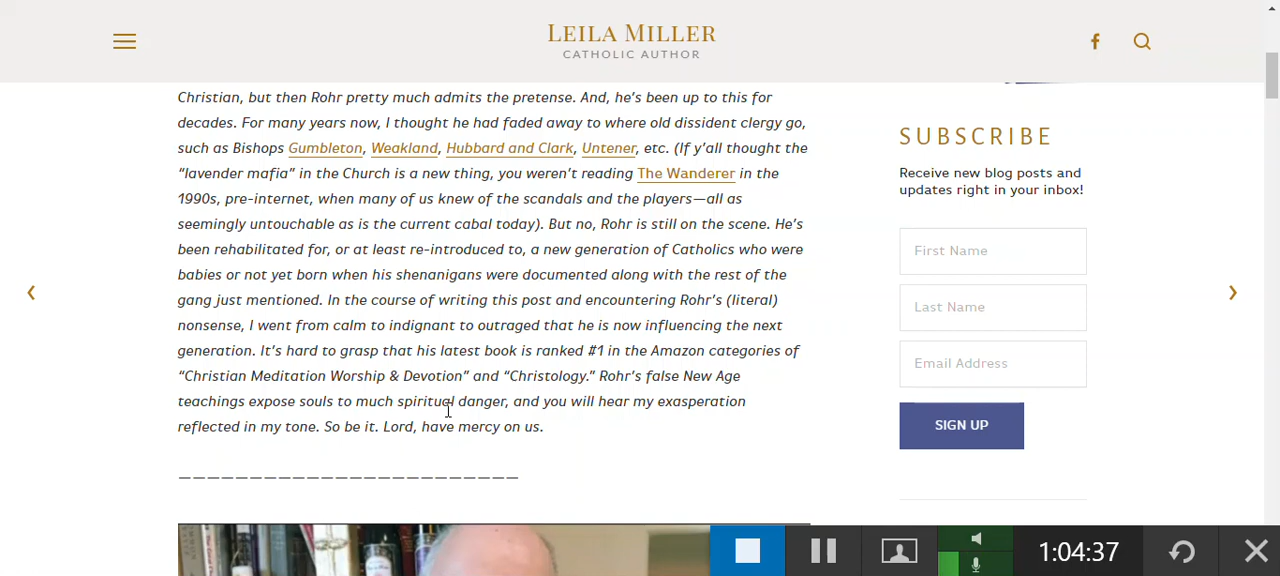 LEILA MILLER
CATHOLIC AUTHOR
Christian, but then Rohr pretty much admits the pretense. And, he's been up to this for
decades. For many years now, I thought he had faded away to where old dissident clergy go,
such as Bishops Gumbleton, Weakland, Hubbard and Clark, Untener, etc. (If y'all thought the
“lavender mafia” in the Church is a new thing, you weren't reading The Wanderer in the
1990s, pre-internet, when many of us knew of the scandals and the players—all as
seemingly untouchable as is the current cabal today). But no, Rohr is still on the scene. He's
been rehabilitated for, or at least re-introduced to, a new generation of Catholics who were
babies or not yet born when his shenanigans were documented along with the rest of the
gang just mentioned. In the course of writing this post and encountering Rohr's (literal)
nonsense, I went from calm to indignant to outraged that he is now influencing the next
generation. It's hard to grasp that his latest book is ranked #1 in the Amazon categories of
“Christian Meditation Worship & Devotion” and “Christology.” Rohr's false New Age
teachings expose souls to much spiritual danger, and you will hear my exasperation
reflected in my tone. So be it. Lord, have mercy on us.
————————————————————————
SUBSCRIBE
Receive new blog posts and
updates right in your inbox!
First Name
Last Name
Email Address
SIGN UP
1:04:37